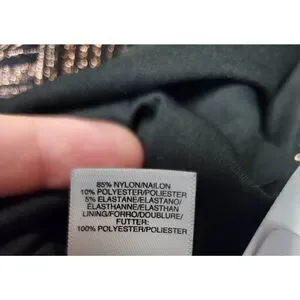 85% NYLON/NAILON
10% POLYESTER/POLIESTER
5% ELASTANE/ELASTANO/
ELASTHANNE/ELASTHAN
LINING/FORRO/DOUBLURE/
FUTTER:
100% POLYESTER/POLIESTER